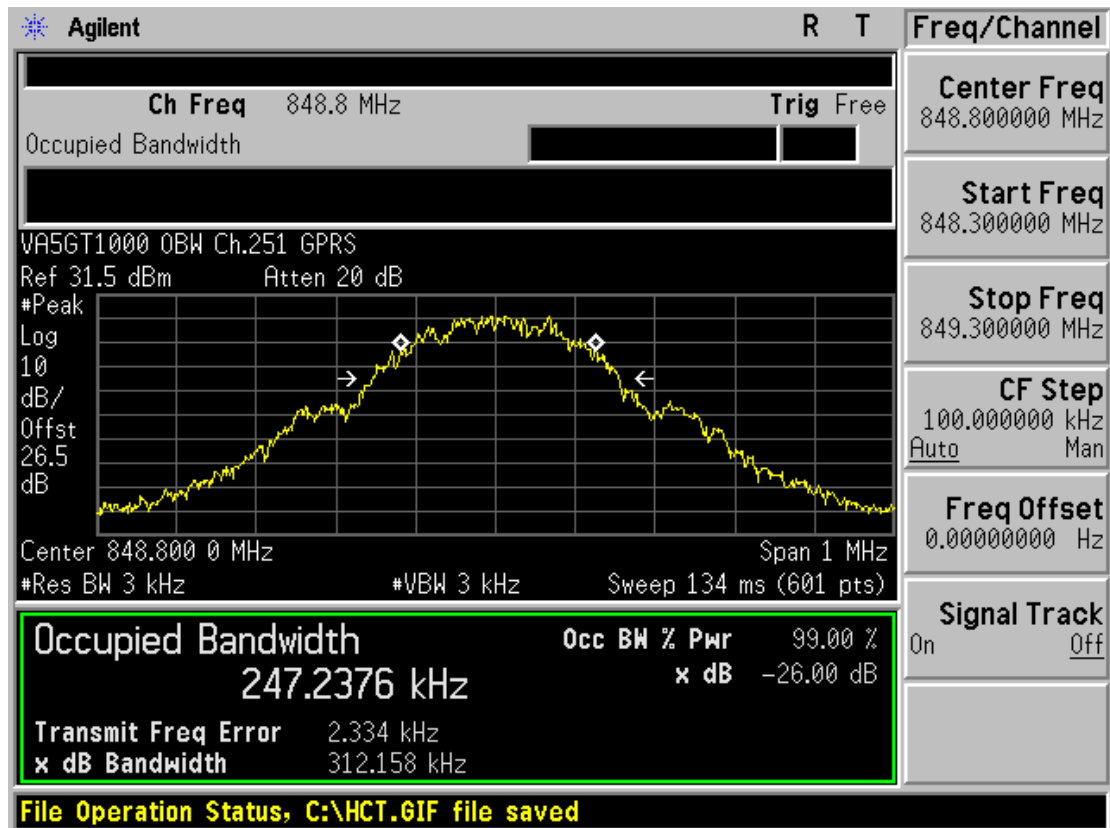 Agilent R T
Ch Freq 848.8 MHz Trig Free
Occupied Bandwidth
VA5GT1000 OBW Ch.251 GPRS
Ref 31.5 dBm Atten 20 dB
#Peak
Log
10
dB/
Offst
26.5
dB
Center 848.800 0 MHz Span 1 MHz
#Res BW 3 kHz #VBW 3 kHz Sweep 134 ms (601 pts)
Occupied Bandwidth Occ BW % Pwr 99.00 %
247.2376 kHz x dB -26.00 dB
Transmit Freq Error 2.334 kHz
x dB Bandwidth 312.158 kHz
File Operation Status, C:\HCT.GIF file saved
Freq/Channel
Center Freq
848.800000 MHz
Start Freq
848.300000 MHz
Stop Freq
849.300000 MHz
CF Step
100.000000 kHz
Auto Man
Freq Offset
0.00000000 Hz
Signal Track
On Off